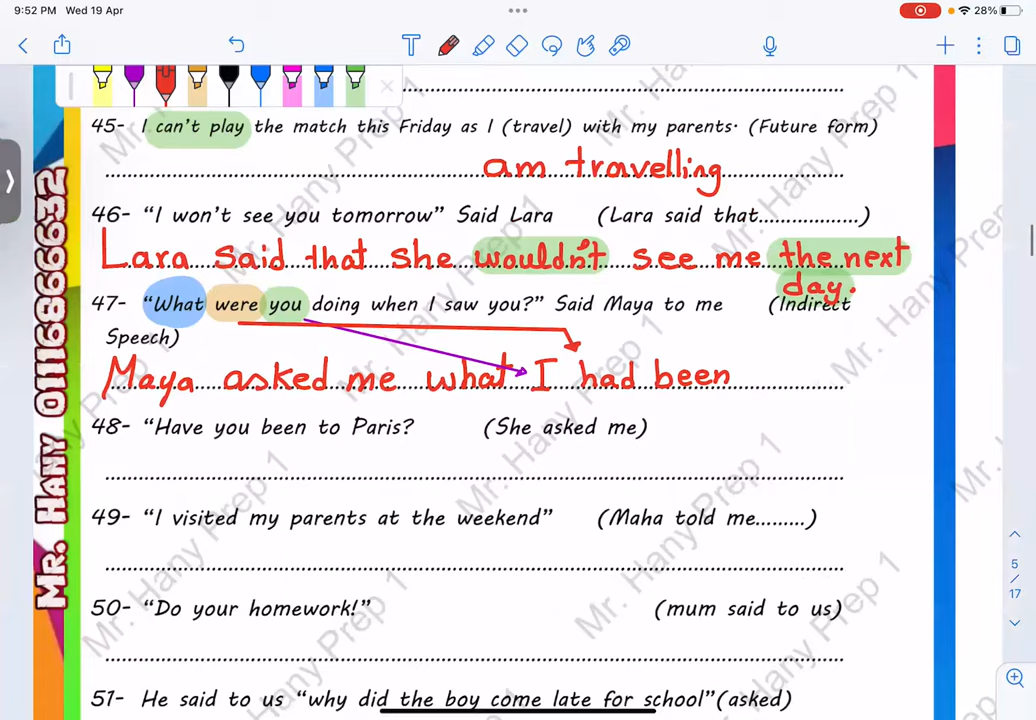 9:52 PM Wed 19 Apr
28%
T
45- I can't play the match this Friday as I (travel) with my parents. (Future form)
am travelling
46- "I won't see you tomorrow" Said Lara (Lara said that..................)
Lara said that she wouldn't see me the next
day.
47- "What were you doing when I saw you?" Said Maya to me (Indirect
Speech)
Maya asked me what I had been
48- "Have you been to Paris? (She asked me)
49- "I visited my parents at the weekend" (Maha told me.........)
50- "Do your homework!" (mum said to us)
51- He said to us "why did the boy come late for school"(asked)
MR. HANY 01168666632
Mr. Hany Prep 1
5
/
17